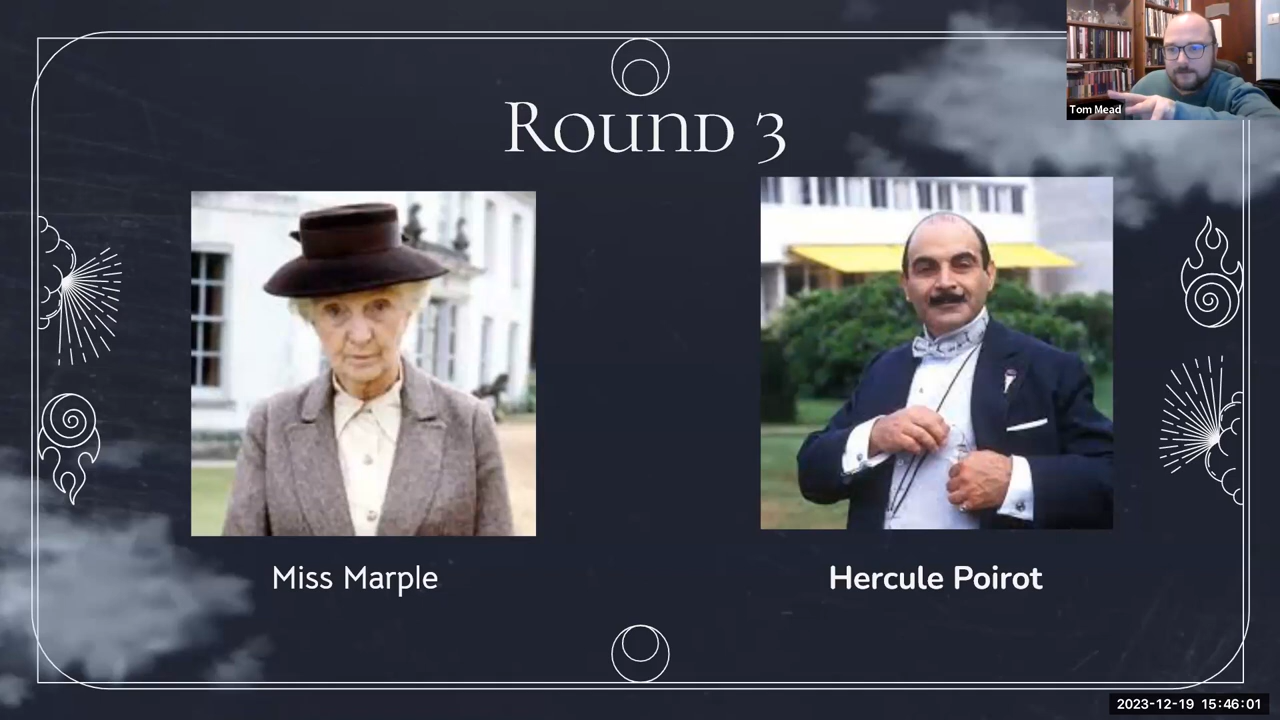 Round 3
Tom Mead
Miss Marple
Hercule Poirot
2023-12-19 15:46:01